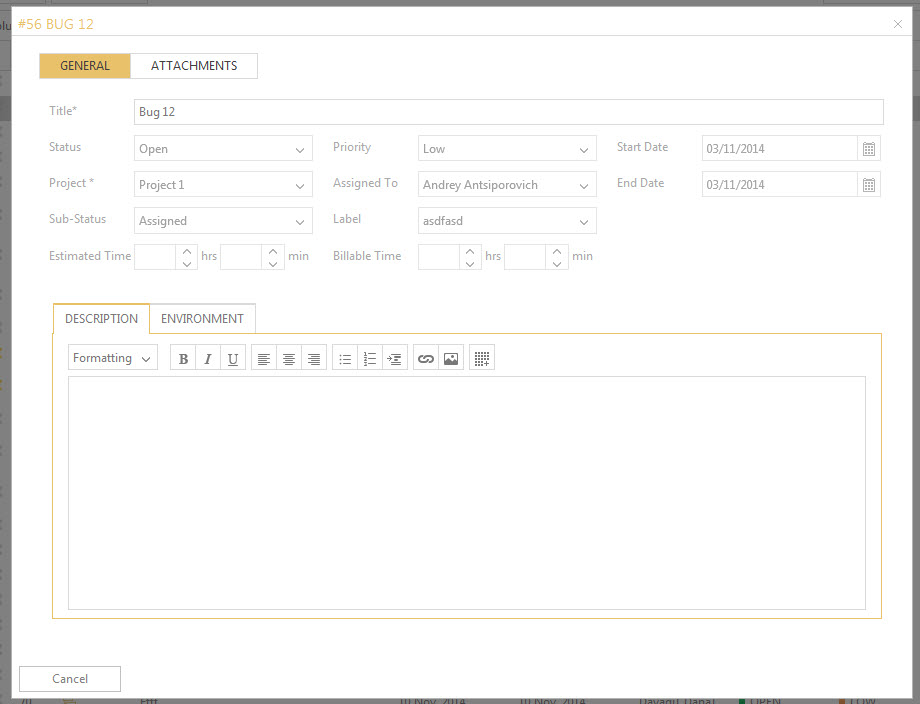 #56 BUG 12
GENERAL ATTACHMENTS
Title* Bug 12
Status Open Priority Low Start Date 03/11/2014
Project * Project 1 Assigned To Andrey Antsiporovich End Date 03/11/2014
Sub-Status Assigned Label asdfasd
Estimated Time hrs min Billable Time hrs min
DESCRIPTION ENVIRONMENT
Formatting B I U
Cancel